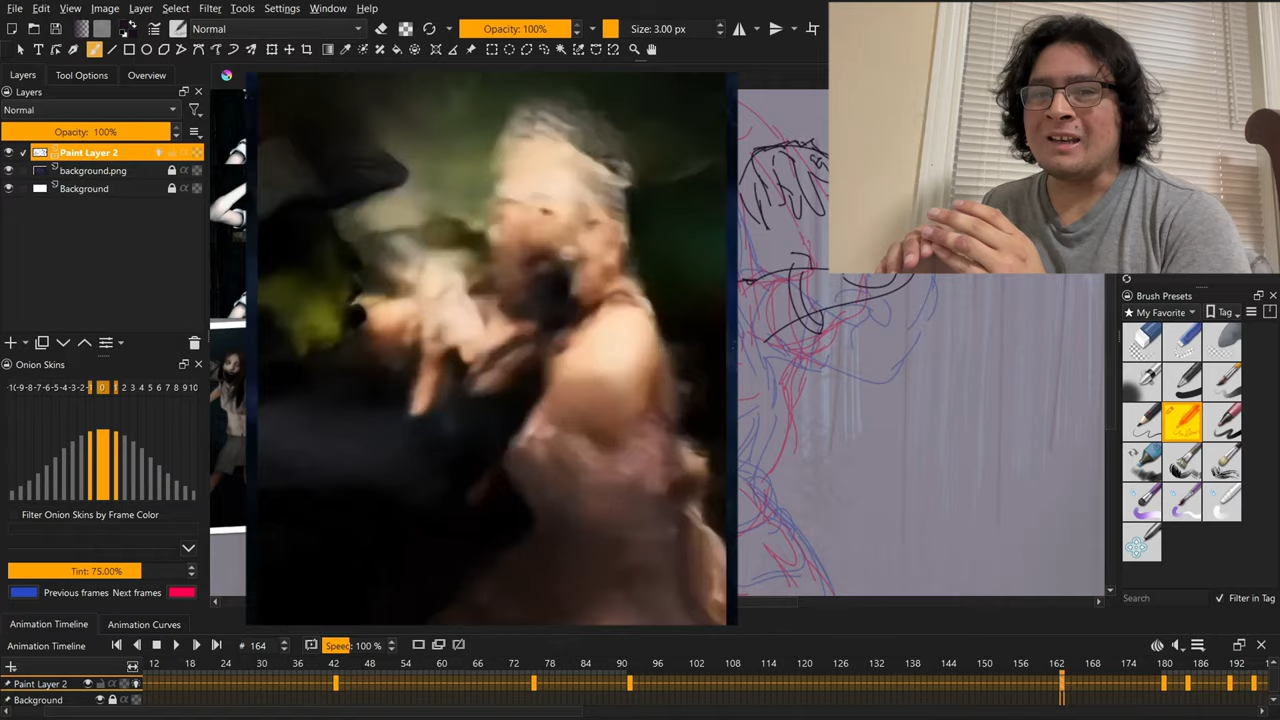 File Edit View Image Layer Select Filter Tools Settings Window Help
Normal Opacity: 100% Size: 3.00 px
Layers Tool Options Overview
Layers
Normal
Opacity: 100%
Paint Layer 2
background.png
Background
Onion Skins
-10-9-8-7-6-5-4-3-2-1 0 1 2 3 4 5 6 7 8 9 10
Filter Onion Skins by Frame Color
Tint: 75.00%
Previous frames Next frames
Brush Presets
My Favorite Tag
Search Filter in Tag
Animation Timeline Animation Curves
Animation Timeline # 164 Speed: 100 %
12 18 24 30 36 42 48 54 60 66 72 78 84 90 96 102 108 114 120 126 132 138 144 150 156 162 168 174 180 186 192
Paint Layer 2
Background